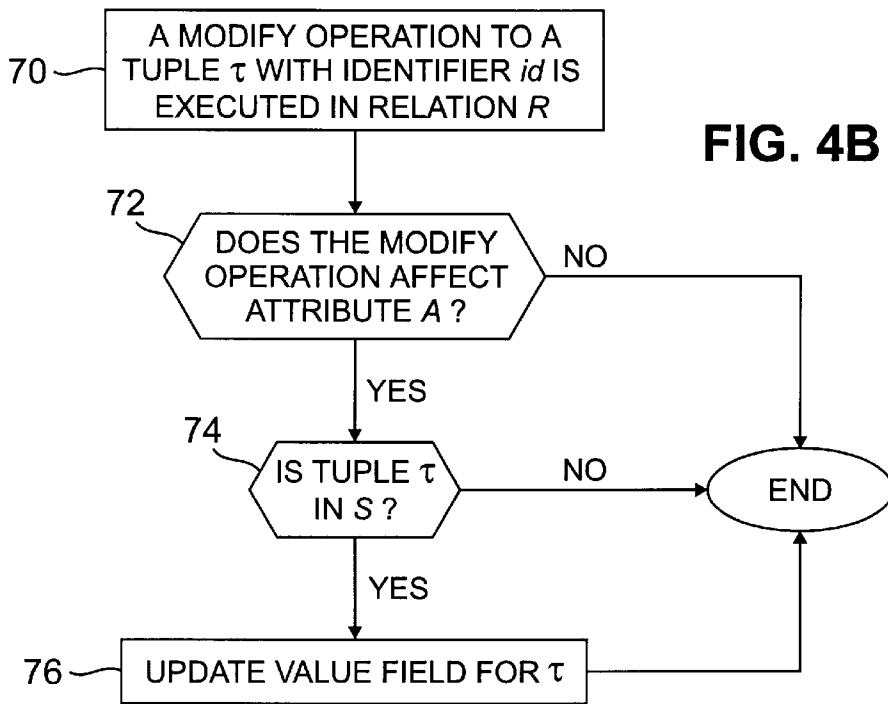 70
A MODIFY OPERATION TO A
TUPLE τ WITH IDENTIFIER id IS
EXECUTED IN RELATION R
FIG. 4B
72
DOES THE MODIFY
OPERATION AFFECT
ATTRIBUTE A ?
NO
YES
74
IS TUPLE τ
IN S ?
NO
END
YES
76
UPDATE VALUE FIELD FOR τ